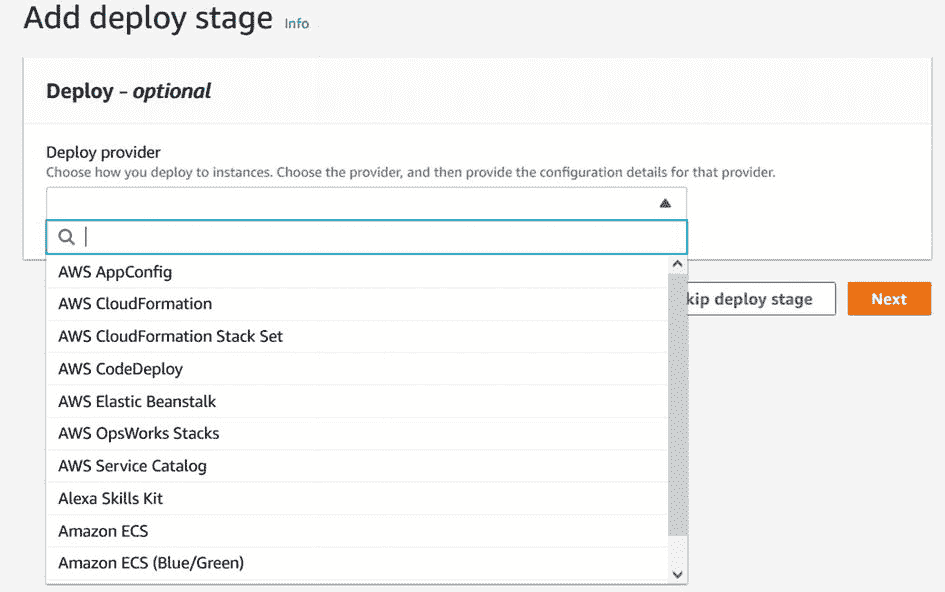 Add deploy stage Info
Deploy - optional
Deploy provider
Choose how you deploy to instances. Choose the provider, and then provide the configuration details for that provider.
AWS AppConfig
AWS CloudFormation
kip deploy stage
Next
AWS CloudFormation Stack Set
AWS CodeDeploy
AWS Elastic Beanstalk
AWS OpsWorks Stacks
AWS Service Catalog
Alexa Skills Kit
Amazon ECS
Amazon ECS (Blue/Green)